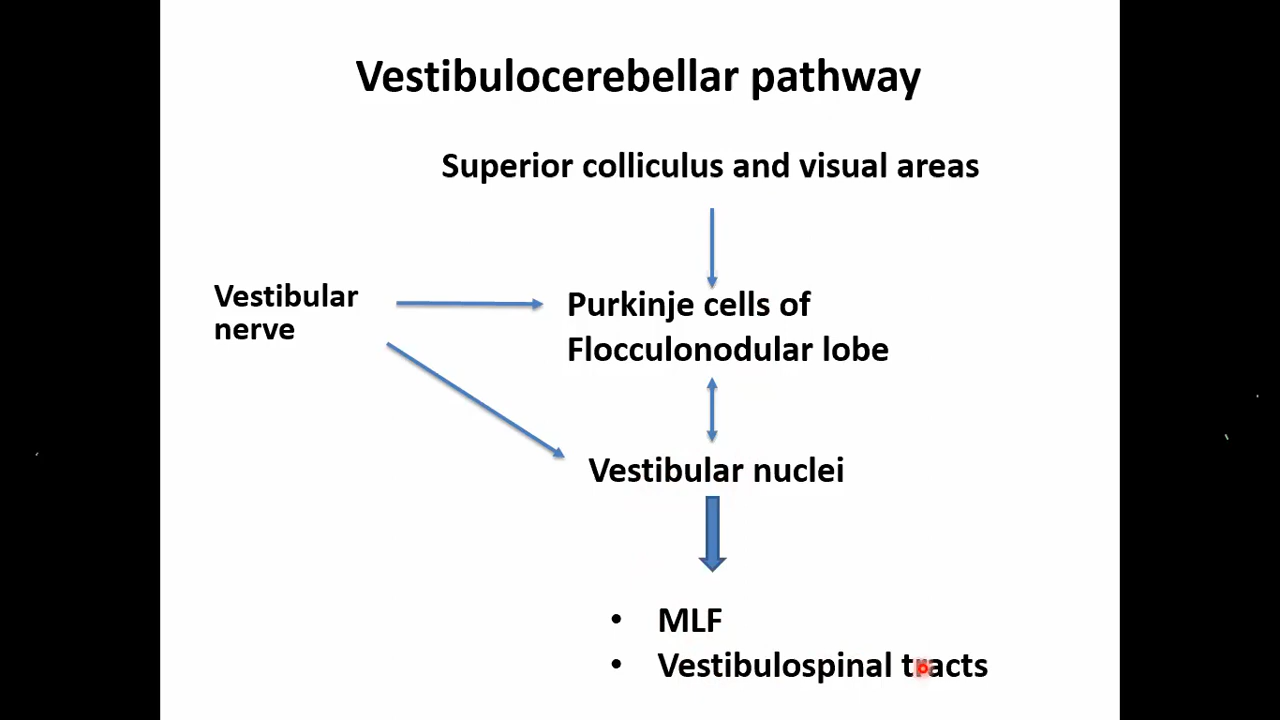 Vestibulocerebellar pathway
Superior colliculus and visual areas
Vestibular
nerve
Purkinje cells of
Flocculonodular lobe
Vestibular nuclei
• MLF
• Vestibulospinal tracts